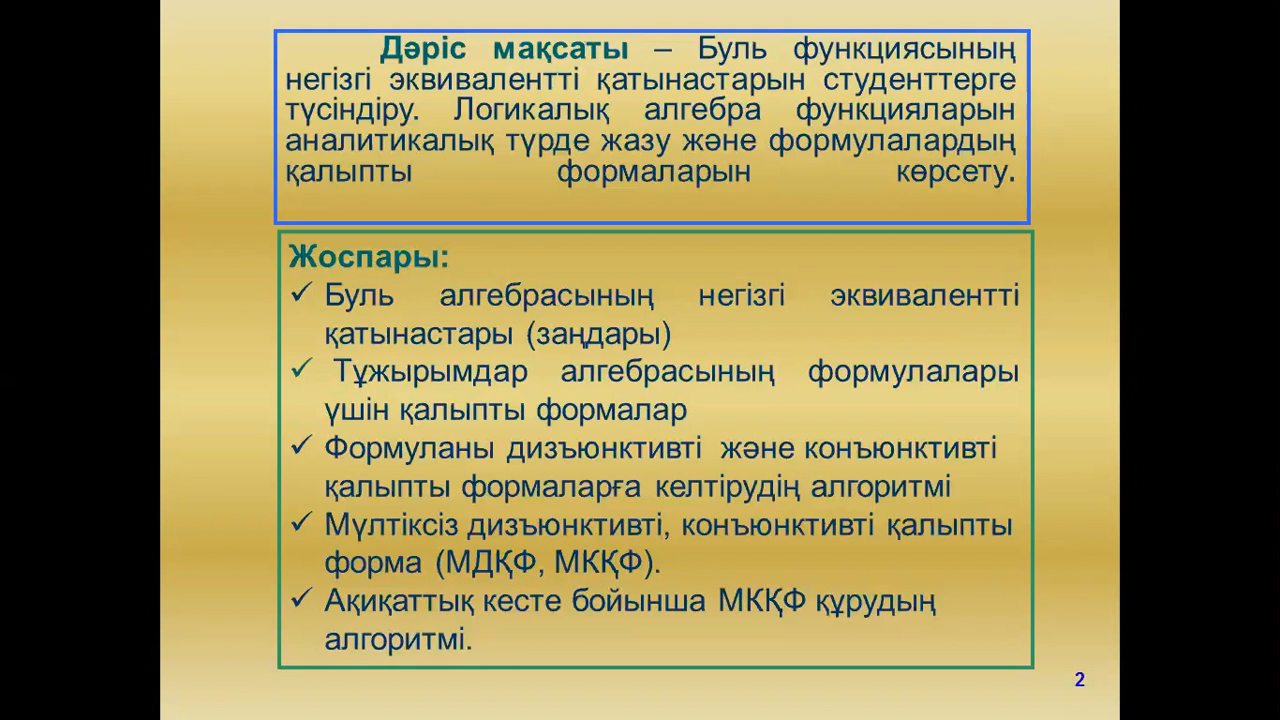 Дәріс мақсаты – Буль функциясының
негізгі эквивалентті қатынастарын студенттерге
түсіндіру. Логикалық алгебра функцияларын
аналитикалық түрде жазу және формулалардың
қалыпты формаларын көрсету.
Жоспары:
✓ Буль алгебрасының негізгі эквивалентті
қатынастары (заңдары)
✓ Тұжырымдар алгебрасының формулалары
үшін қалыпты формалар
✓ Формуланы дизъюнктивті және конъюнктивті
қалыпты формаларға келтірудің алгоритмі
✓ Мүлтіксіз дизъюнктивті, конъюнктивті қалыпты
форма (МДҚФ, МКҚФ).
✓ Ақиқаттық кесте бойынша МКҚФ құрудың
алгоритмі.
2